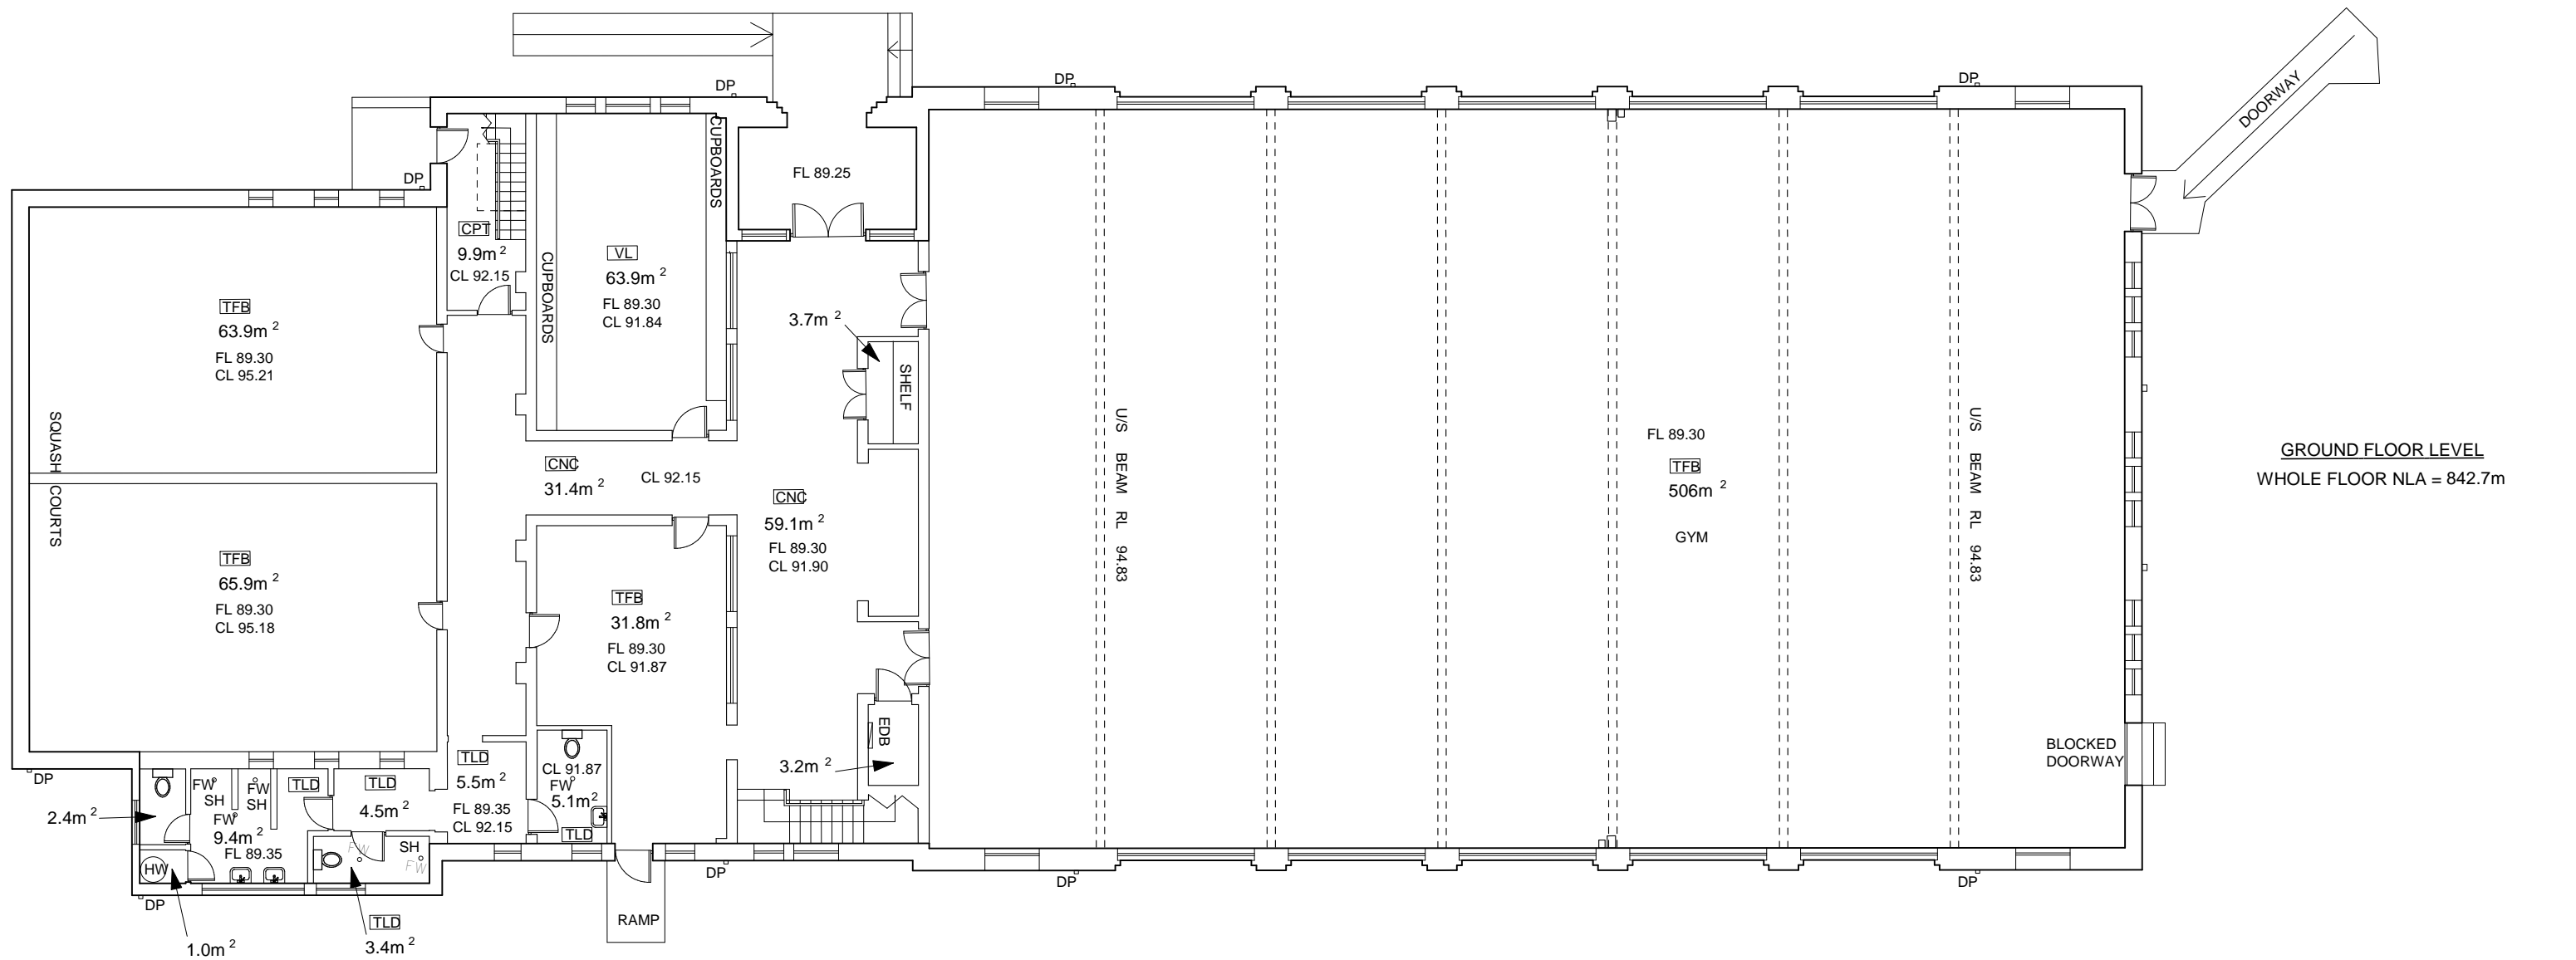 DP
DP
DP
DOORWAY
CUPBOARDS
FL 89.25
DP
CPT
9.9m 2
CL 92.15
VL
63.9m 2
FL 89.30
CL 91.84
CUPBOARDS
TFB
63.9m 2
FL 89.30
CL 95.21
3.7m 2
SHELF
SQUASH
COURTS
U/S BEAM RL 94.83
FL 89.30
TFB
506m 2
GYM
U/S BEAM RL 94.83
GROUND FLOOR LEVEL
WHOLE FLOOR NLA = 842.7m
CNC
31.4m 2
CL 92.15
CNC
59.1m 2
FL 89.30
CL 91.90
TFB
65.9m 2
FL 89.30
CL 95.18
TFB
31.8m 2
FL 89.30
CL 91.87
EDB
3.2m 2
BLOCKED
DOORWAY
DP
TLD
5.5m 2
FL 89.35
CL 92.15
CL 91.87
FW
5.1m 2
TLD
FW
SH
FW
SH
TLD
TLD
4.5m 2
2.4m 2
FW
9.4m 2
FL 89.35
FW
SH
FW
HW
DP
DP
DP
DP
RAMP
TLD
1.0m 2
3.4m 2